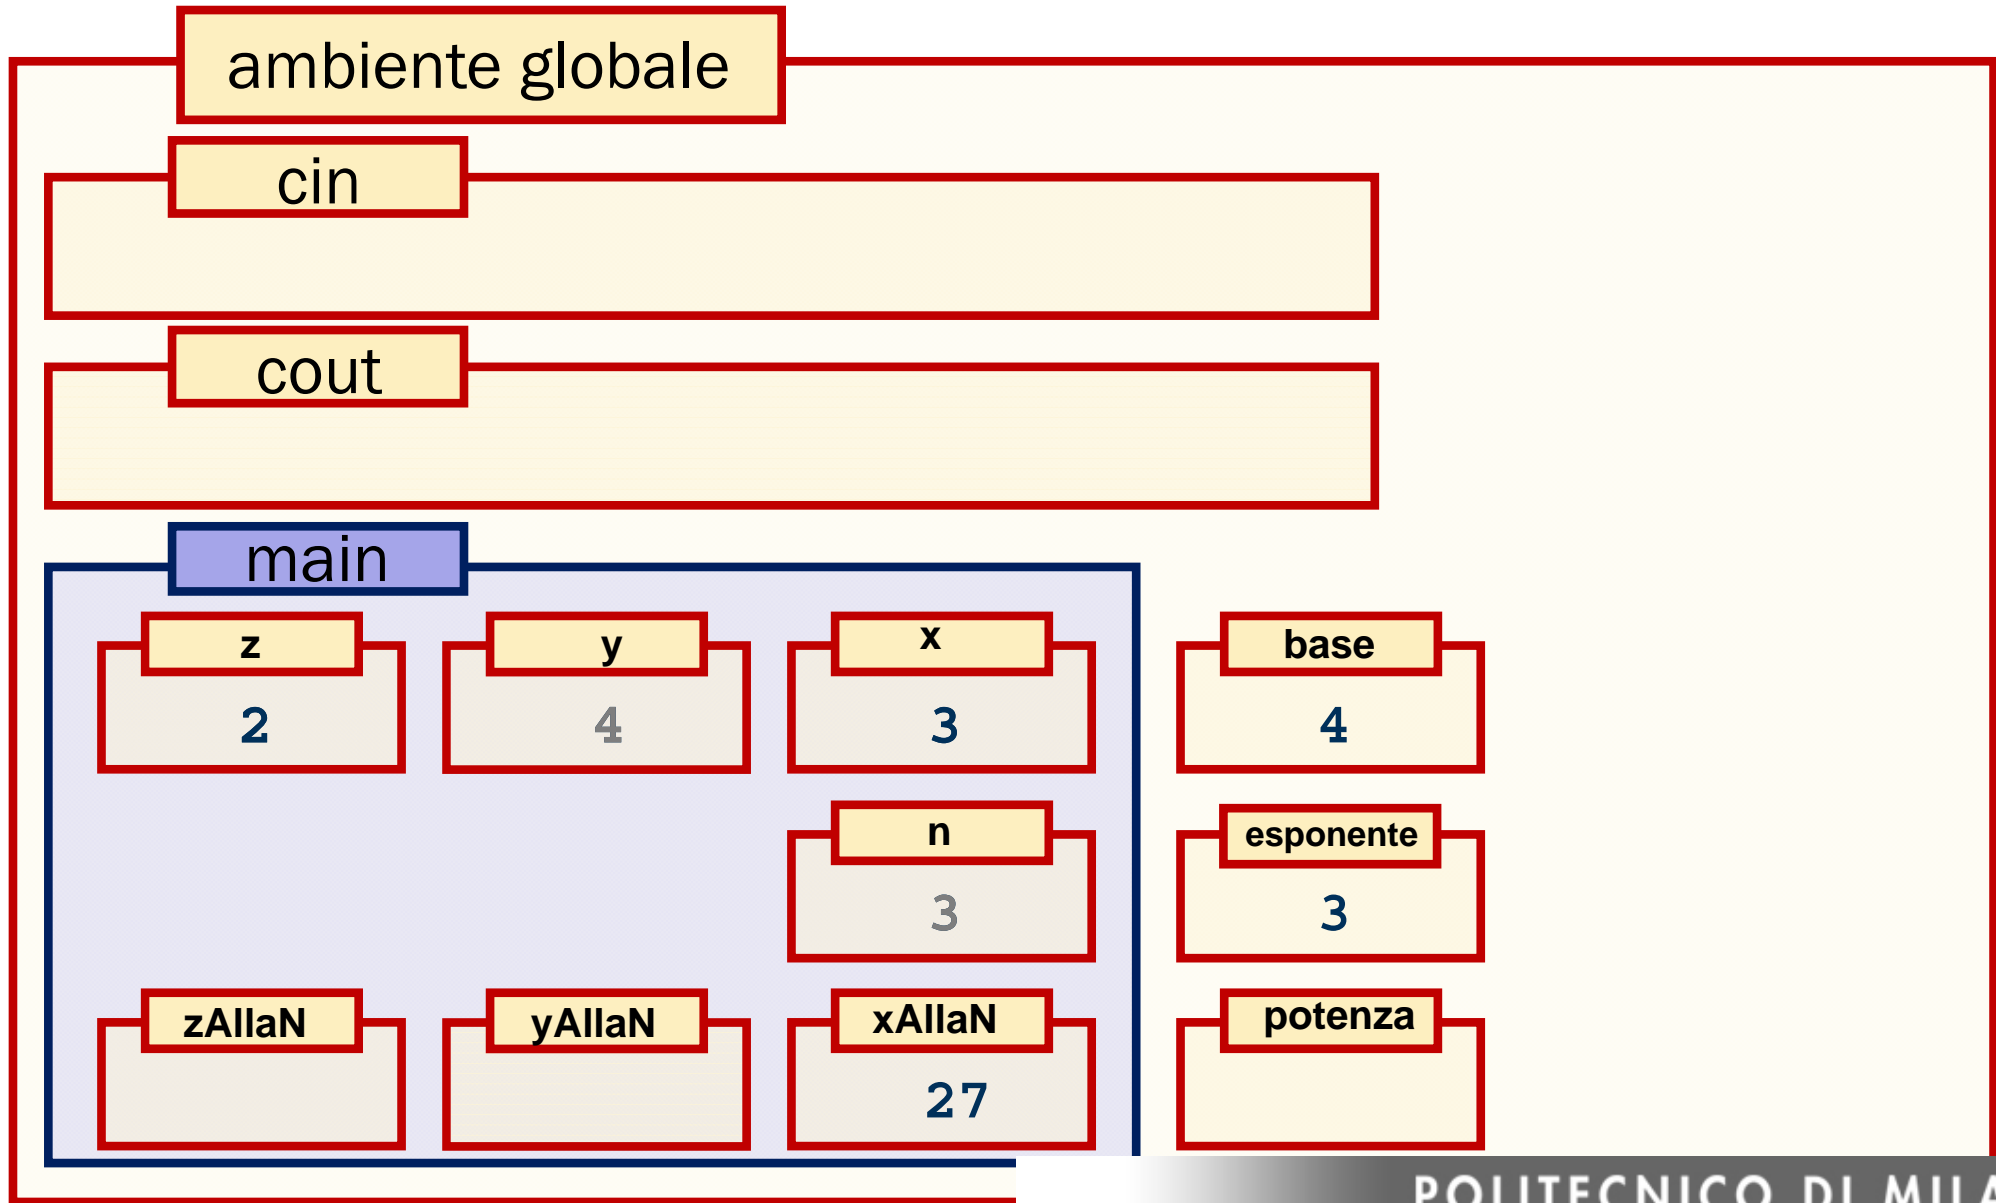 ambiente globale
cin
cout
main
z y x base
2 4 3 4
n esponente
3 3
zAllaN yAllaN xAllaN potenza
27
POLITECNICO DI